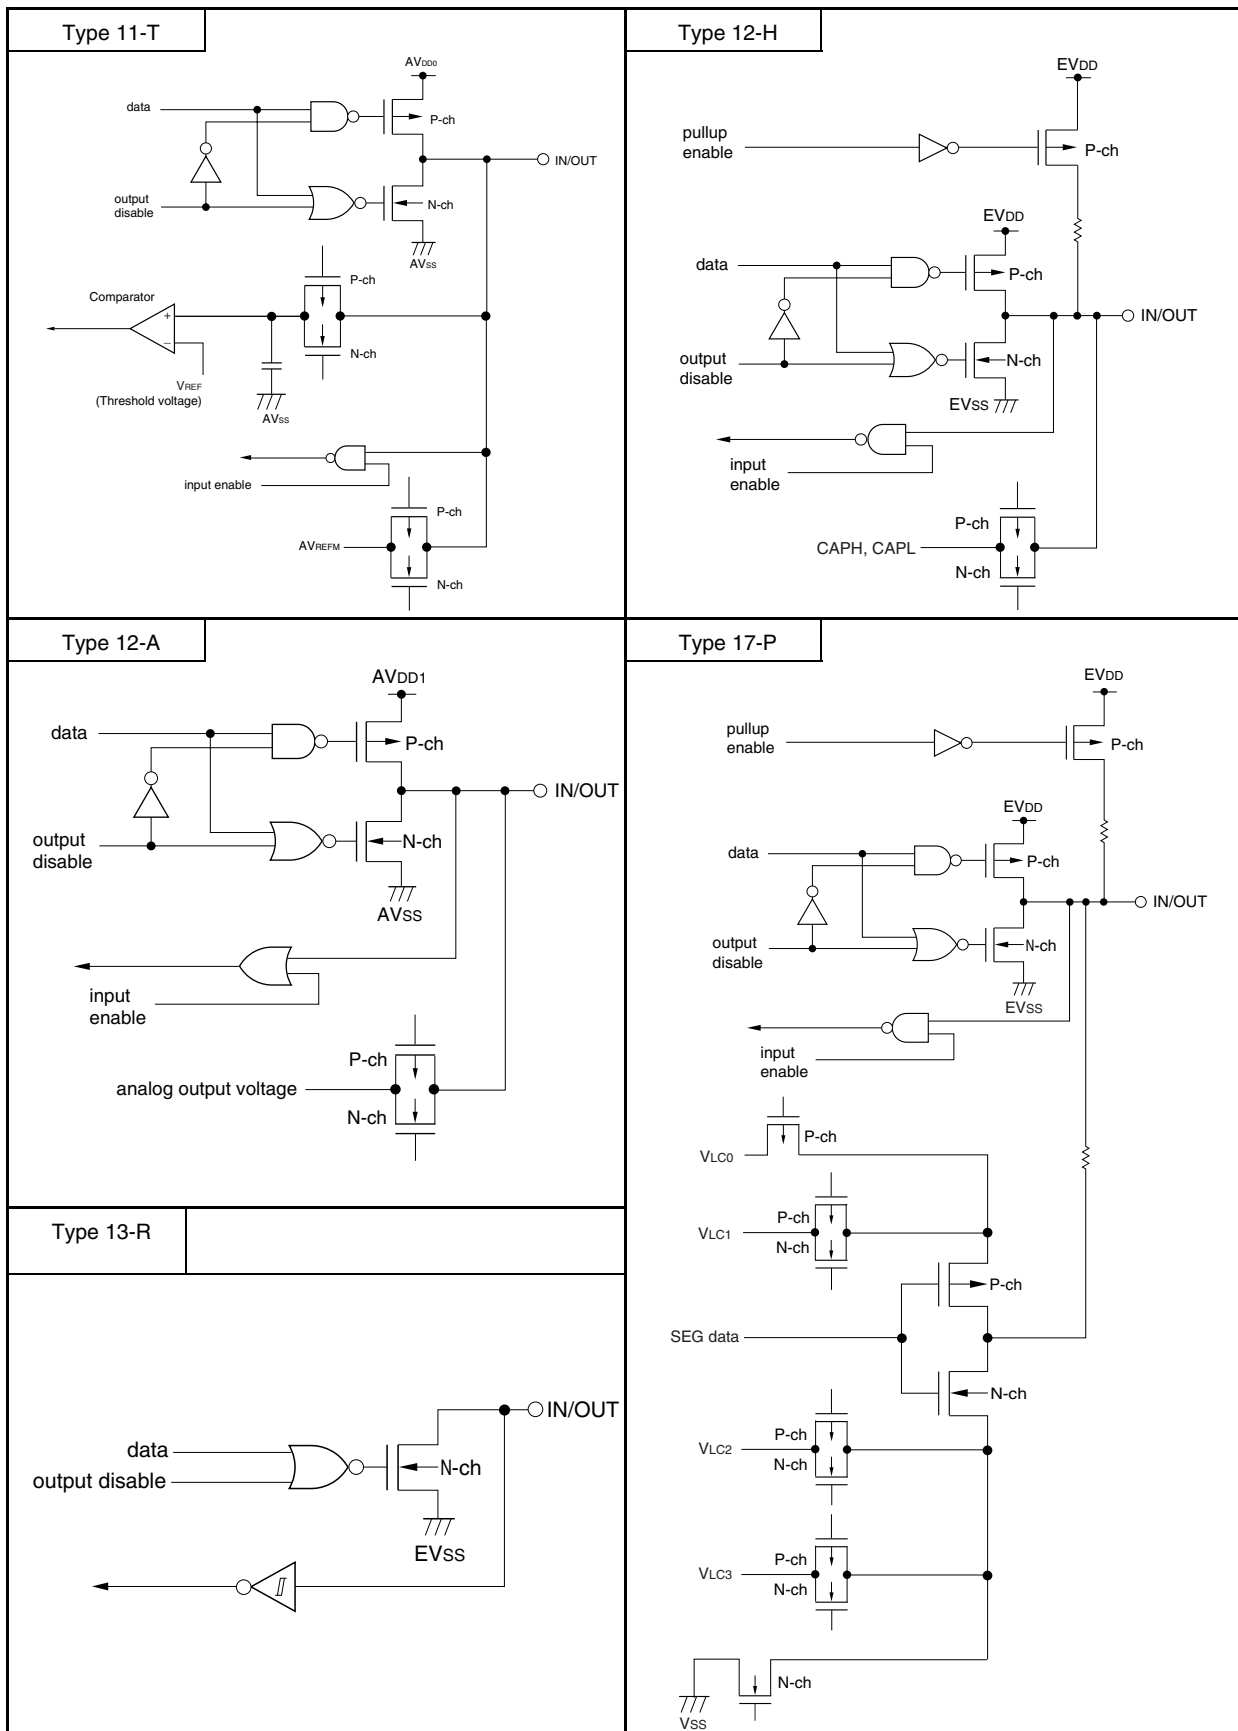 Type 11-T
AVDD0
data
P-ch
IN/OUT
output
disable
N-ch
AVSS
P-ch
Comparator
+
−
N-ch
VREF
(Threshold voltage)
AVSS
input enable
P-ch
AVREFM
N-ch
Type 12-H
EVDD
pullup
enable
P-ch
EVDD
data
P-ch
IN/OUT
output
disable
N-ch
EVSS
input
enable
P-ch
CAPH, CAPL
N-ch
Type 12-A
AVDD1
data
P-ch
IN/OUT
output
disable
N-ch
AVSS
input
enable
P-ch
analog output voltage
N-ch
Type 17-P
EVDD
pullup
enable
P-ch
EVDD
data
P-ch
IN/OUT
output
disable
N-ch
EVSS
input
enable
P-ch
VLC0
P-ch
VLC1
N-ch
P-ch
SEG data
N-ch
P-ch
VLC2
N-ch
P-ch
VLC3
N-ch
N-ch
VSS
Type 13-R
IN/OUT
data
N-ch
output disable
EVSS